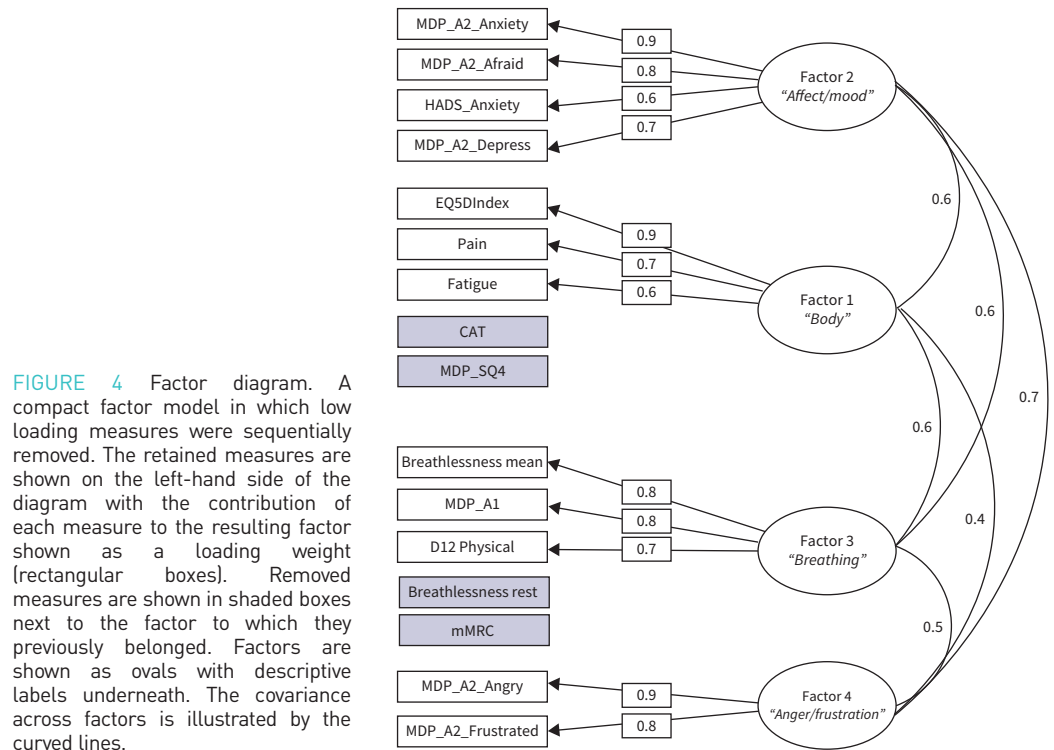 MDP_A2_Anxiety
0.9
MDP_A2_Afraid
0.8
HADS_Anxiety
0.6
MDP_A2_Depress
0.7
Factor 2
"Affect/mood"
EQ5DIndex
0.9
Pain
0.7
Fatigue
0.6
CAT
MDP_SQ4
Factor 1
"Body"
Breathlessness mean
0.8
MDP_A1
0.8
D12 Physical
0.7
Breathlessness rest
mMRC
Factor 3
"Breathing"
MDP_A2_Angry
0.9
MDP_A2_Frustrated
0.8
Factor 4
"Anger/frustration"
0.6
0.6
0.7
0.6
0.4
0.5
FIGURE 4 Factor diagram. A
compact factor model in which low
loading measures were sequentially
removed. The retained measures are
shown on the left-hand side of the
diagram with the contribution of
each measure to the resulting factor
shown as a loading weight
(rectangular boxes). Removed
measures are shown in shaded boxes
next to the factor to which they
previously belonged. Factors are
shown as ovals with descriptive
labels underneath. The covariance
across factors is illustrated by the
curved lines.